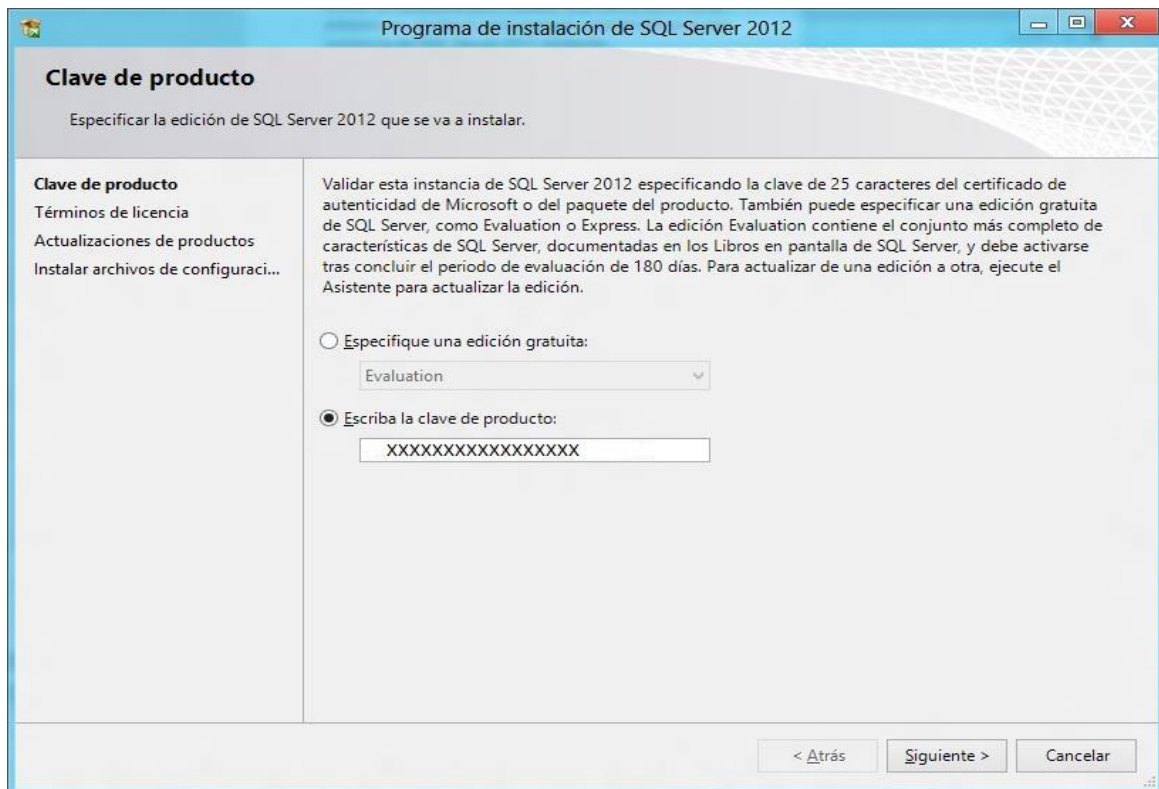 Programa de instalación de SQL Server 2012
Clave de producto
Especificar la edición de SQL Server 2012 que se va a instalar.
Clave de producto
Términos de licencia
Actualizaciones de productos
Instalar archivos de configuraci...
Validar esta instancia de SQL Server 2012 especificando la clave de 25 caracteres del certificado de
autenticidad de Microsoft o del paquete del producto. También puede especificar una edición gratuita
de SQL Server, como Evaluation o Express. La edición Evaluation contiene el conjunto más completo de
características de SQL Server, documentadas en los Libros en pantalla de SQL Server, y debe activarse
tras concluir el periodo de evaluación de 180 días. Para actualizar de una edición a otra, ejecute el
Asistente para actualizar la edición.
Especifique una edición gratuita:
Evaluation
Escriba la clave de producto:
XXXXXXXXXXXXXXXXX
< Atrás
Siguiente >
Cancelar